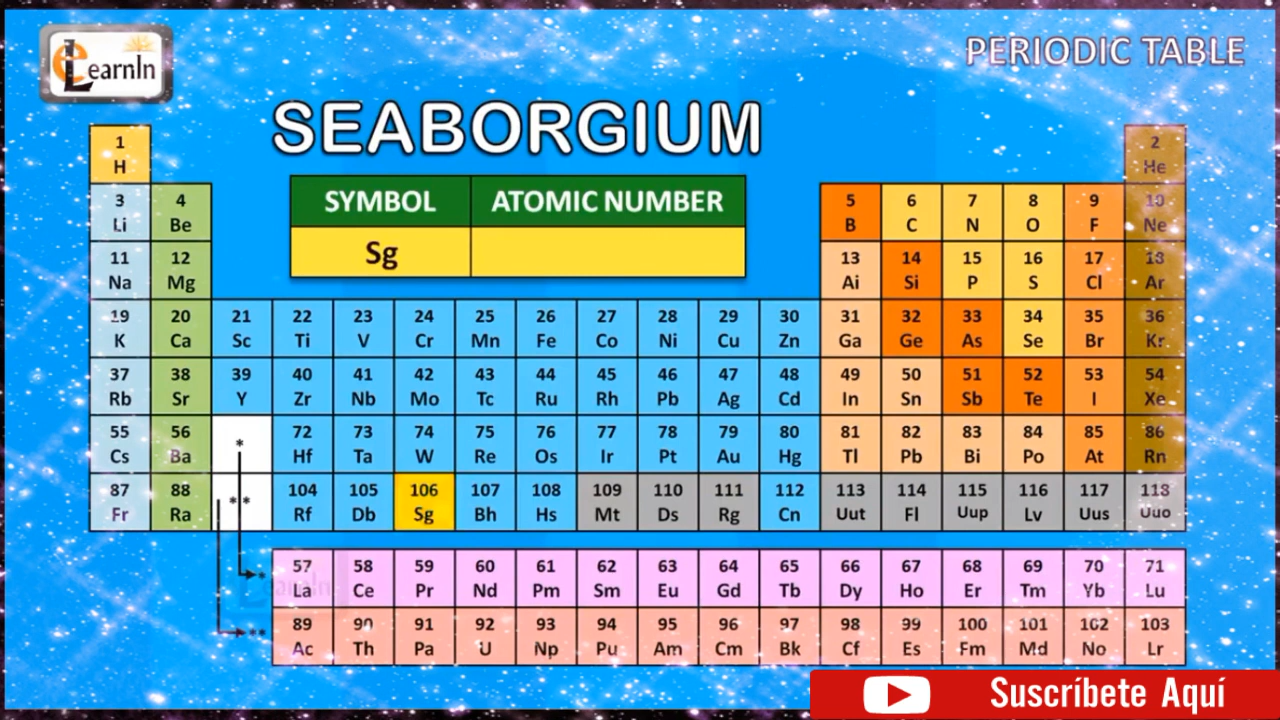 eLearnIn
PERIODIC TABLE
SEABORGIUM
SYMBOL ATOMIC NUMBER
Sg
1 2
H He
3 4 5 6 7 8 9 10
Li Be B C N O F Ne
11 12 13 14 15 16 17 18
Na Mg Ai Si P S Cl Ar
19 20 21 22 23 24 25 26 27 28 29 30 31 32 33 34 35 36
K Ca Sc Ti V Cr Mn Fe Co Ni Cu Zn Ga Ge As Se Br Kr
37 38 39 40 41 42 43 44 45 46 47 48 49 50 51 52 53 54
Rb Sr Y Zr Nb Mo Tc Ru Rh Pb Ag Cd In Sn Sb Te I Xe
55 56 * 72 73 74 75 76 77 78 79 80 81 82 83 84 85 86
Cs Ba Hf Ta W Re Os Ir Pt Au Hg Tl Pb Bi Po At Rn
87 88 ** 104 105 106 107 108 109 110 111 112 113 114 115 116 117 118
Fr Ra Rf Db Sg Bh Hs Mt Ds Rg Cn Uut Fl Uup Lv Uus Uuo
* 57 58 59 60 61 62 63 64 65 66 67 68 69 70 71
La Ce Pr Nd Pm Sm Eu Gd Tb Dy Ho Er Tm Yb Lu
** 89 90 91 92 93 94 95 96 97 98 99 100 101 102 103
Ac Th Pa U Np Pu Am Cm Bk Cf Es Fm Md No Lr
Suscríbete Aquí